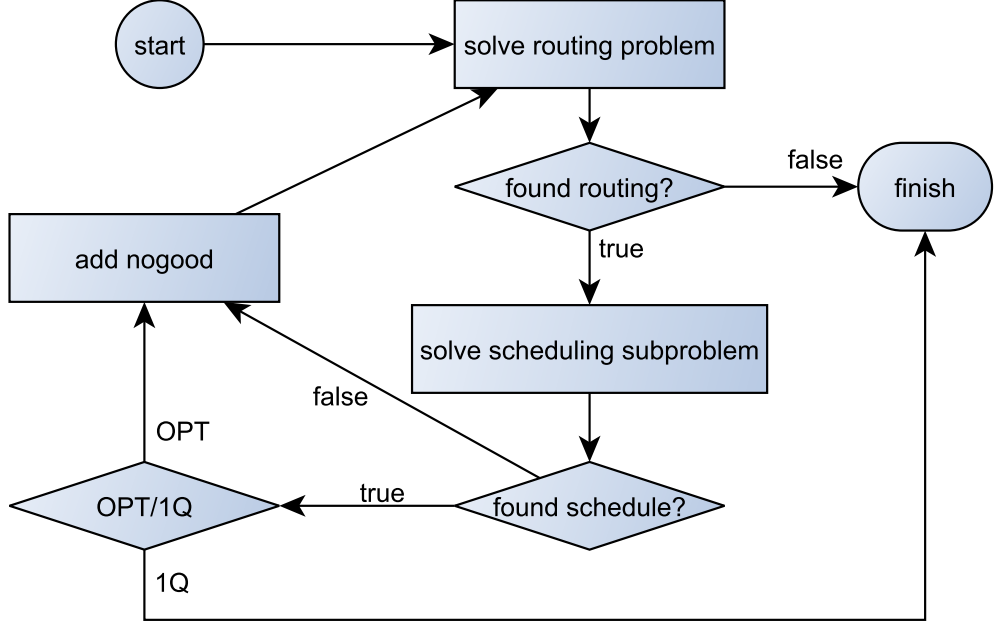 start
solve routing problem
false
found routing?
finish
true
add nogood
solve scheduling subproblem
false
OPT
true
OPT/1Q
found schedule?
1Q